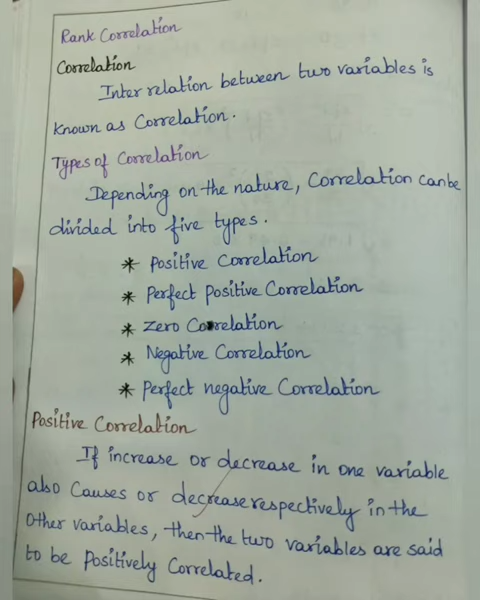 Rank Correlation
Correlation
Inter relation between two variables is
known as Correlation.
Types of Correlation
Depending on the nature, Correlation can be
divided into five types.
* Positive Correlation
* Perfect positive Correlation
* Zero Correlation
* Negative Correlation
* Perfect negative Correlation
Positive Correlation
If increase or decrease in one variable
also Causes or decrease respectively in the
other variables, then the two variables are said
to be Positively Correlated.